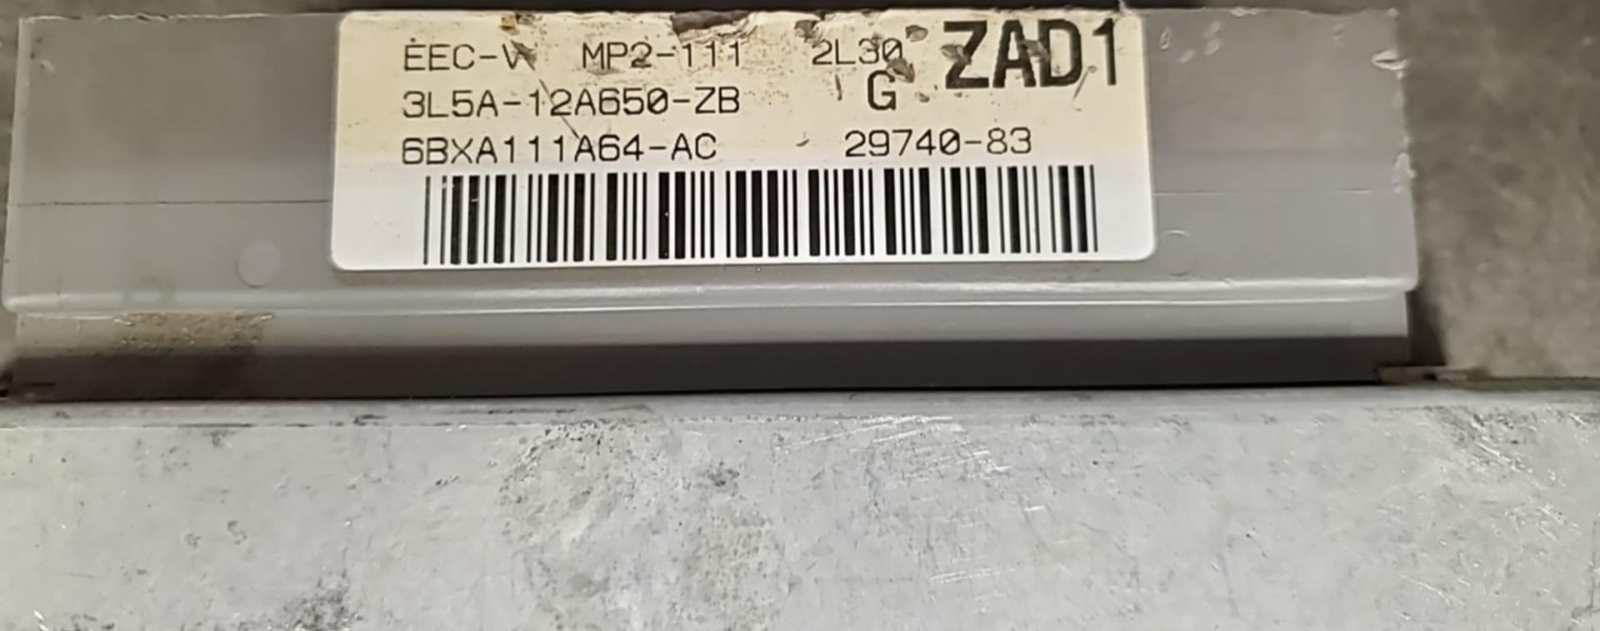 EEC-V MP2-111 2L30 ZAD1
3L5A-12A650-ZB G
6BXA111A64-AC 29740-83